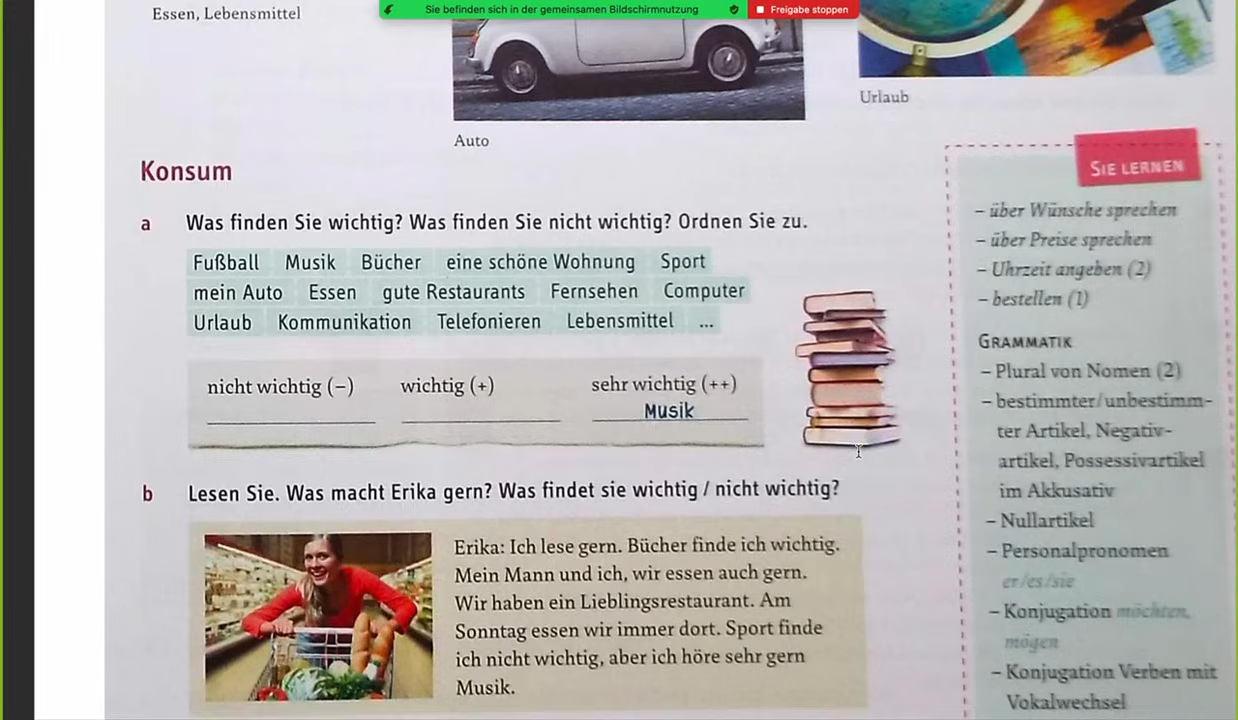 Essen, Lebensmittel
Sie befinden sich in der gemeinsamen Bildschirmnutzung
Freigabe stoppen
Urlaub
Auto
Konsum
a Was finden Sie wichtig? Was finden Sie nicht wichtig? Ordnen Sie zu.
Fußball Musik Bücher eine schöne Wohnung Sport
mein Auto Essen gute Restaurants Fernsehen Computer
Urlaub Kommunikation Telefonieren Lebensmittel ...
nicht wichtig (–) wichtig (+) sehr wichtig (++)
Musik
b Lesen Sie. Was macht Erika gern? Was findet sie wichtig / nicht wichtig?
Erika: Ich lese gern. Bücher finde ich wichtig.
Mein Mann und ich, wir essen auch gern.
Wir haben ein Lieblingsrestaurant. Am
Sonntag essen wir immer dort. Sport finde
ich nicht wichtig, aber ich höre sehr gern
Musik.
SIE LERNEN
– über Wünsche sprechen
– über Preise sprechen
– Uhrzeit angeben (2)
– bestellen (1)
GRAMMATIK
– Plural von Nomen (2)
– bestimmter/unbestimm-
ter Artikel, Negativ-
artikel, Possessivartikel
im Akkusativ
– Nullartikel
– Personalpronomen
er/es/sie
– Konjugation möchten,
mögen
– Konjugation Verben mit
Vokalwechsel